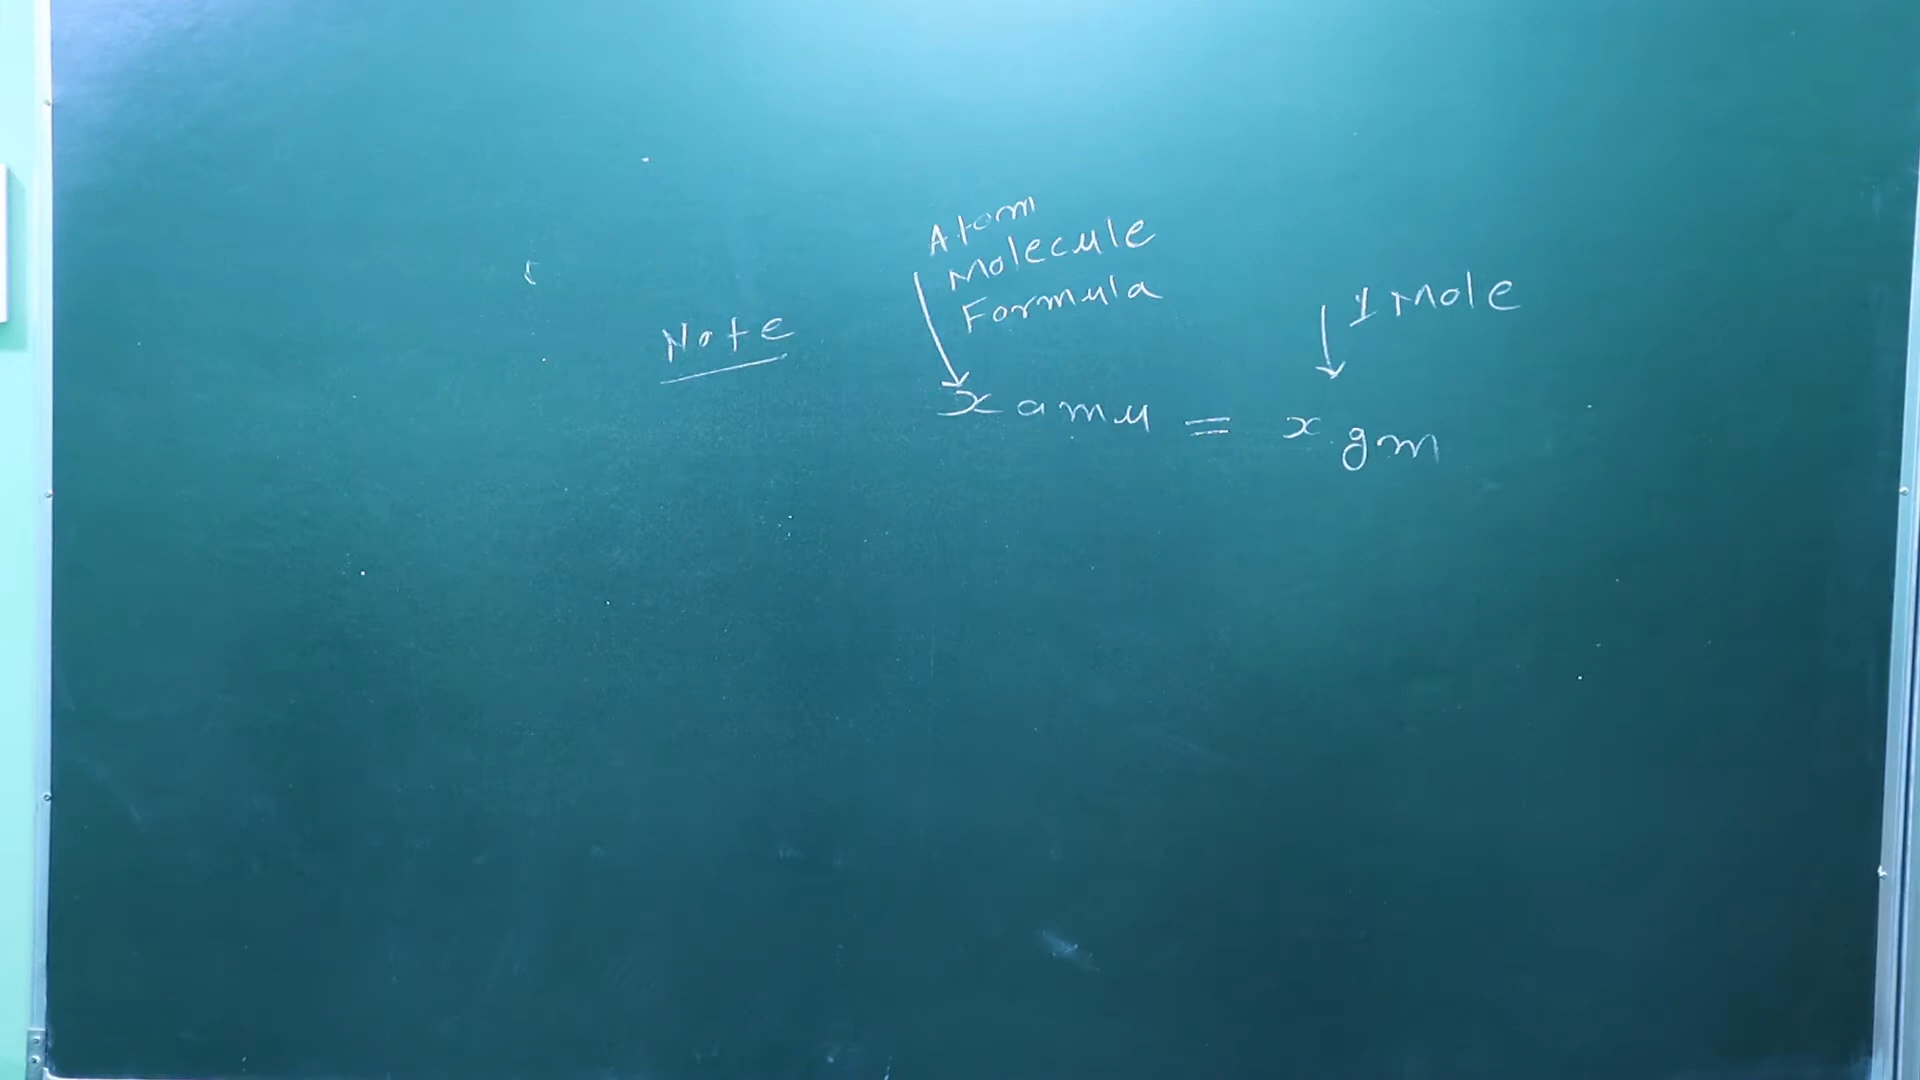 Atom
Molecule
Formula
1 Mole
Note
x amu = x gm